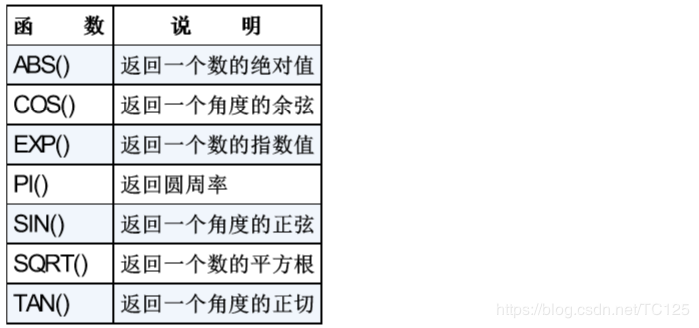 函 数 说 明
ABS() 返回一个数的绝对值
COS() 返回一个角度的余弦
EXP() 返回一个数的指数值
PI() 返回圆周率
SIN() 返回一个角度的正弦
SQRT() 返回一个数的平方根
TAN() 返回一个角度的正切
https://blog.csdn.net/TC125